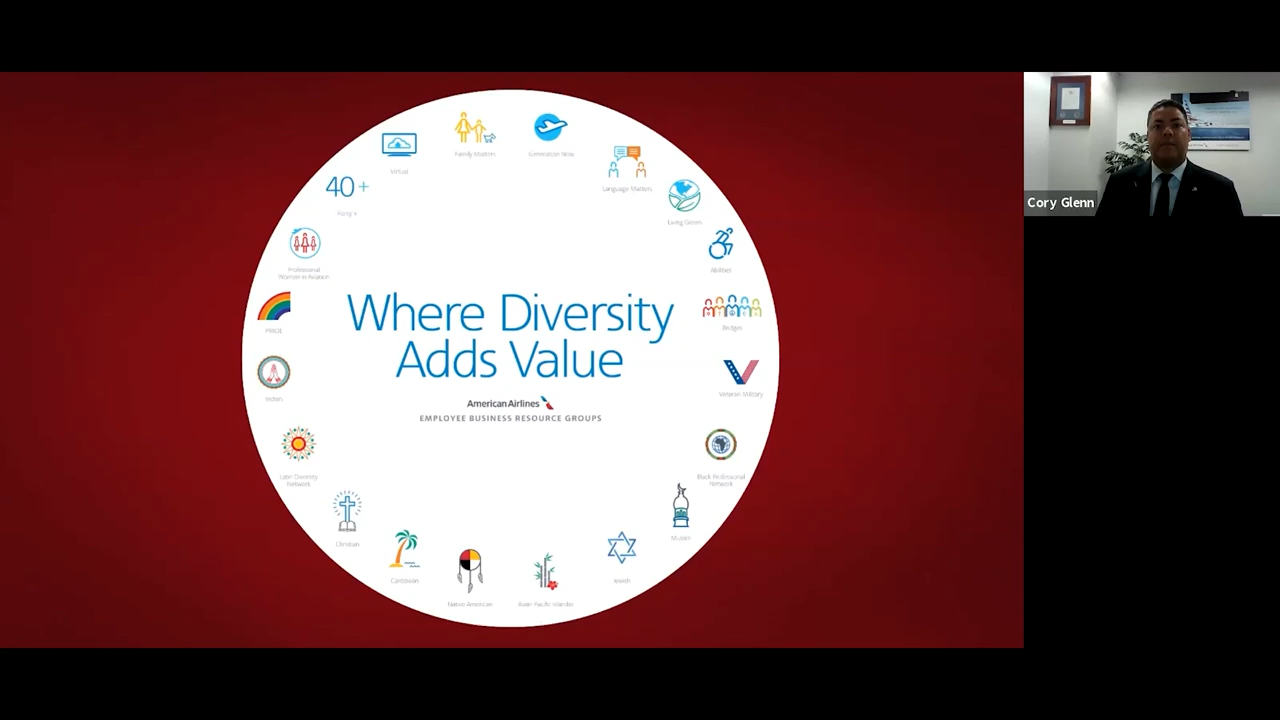 Virtual
Family Matters
Generation Now
Language Matters
Living Green
Abilities
Bridges
Veteran Military
Black Professional
Network
Muslim
Jewish
Asian Pacific Islander
Native American
Caribbean
Christian
Latin Diversity
Network
Indian
PRIDE
Professional
Women in Aviation
40+
Where Diversity
Adds Value
American Airlines
EMPLOYEE BUSINESS RESOURCE GROUPS
Cory Glenn